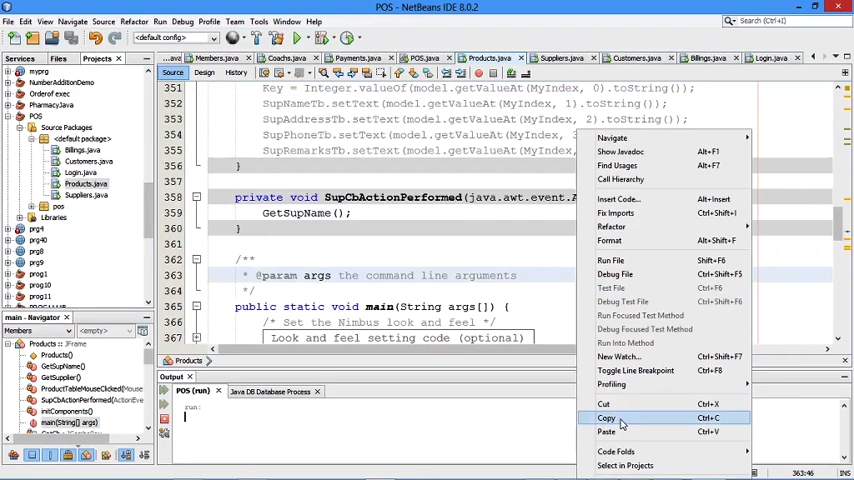 POS - NetBeans IDE 8.0.2
File Edit View Navigate Source Refactor Run Debug Profile Team Tools Window Help
Search (Ctrl+I)
<default config>
Services Files Projects
...ava Members.java Coachs.java Payments.java POS.java Products.java Suppliers.java Customers.java Billings.java Login.java
Source Design History
myprg
NumberAdditionDemo
Orderof exec
PharmacyJava
POS
Source Packages
<default package>
Billings.java
Customers.java
Login.java
Products.java
Suppliers.java
pos
Libraries
prg4
prg40
prg8
prg9
prog1
prog10
prog11
351 Key = Integer.valueOf(model.getValueAt(MyIndex, 0).toString());
352 SupNameTb.setText(model.getValueAt(MyIndex, 1).toString());
353 SupAddressTb.setText(model.getValueAt(MyIndex, 2).toString());
354 SupPhoneTb.setText(model.getValueAt(MyIndex, 3
355 SupRemarksTb.setText(model.getValueAt(MyIndex,
356 }
357
358 private void SupCbActionPerformed(java.awt.event.A
359 GetSupName();
360 }
361
362 /**
363 * @param args the command line arguments
364 */
365 public static void main(String args[]) {
366 /* Set the Nimbus look and feel */
367 Look and feel setting code (optional)
Products
Navigate
Show Javadoc Alt+F1
Find Usages Alt+F7
Call Hierarchy
Insert Code... Alt+Insert
Fix Imports Ctrl+Shift+I
Refactor
Format Alt+Shift+F
Run File Shift+F6
Debug File Ctrl+Shift+F5
Test File Ctrl+F6
Debug Test File Ctrl+Shift+F6
Run Focused Test Method
Debug Focused Test Method
Run Into Method
New Watch... Ctrl+Shift+F7
Toggle Line Breakpoint Ctrl+F8
Profiling
Cut Ctrl+X
Copy Ctrl+C
Paste Ctrl+V
Code Folds
Select in Projects
main - Navigator
Members <empty>
Products :: JFrame
Products()
GetSupName()
GetSupplier()
ProductTableMouseClicked(
SupCbActionPerformed(ActionEve
initComponents()
main(String[] args)
Output
POS (run) Java DB Database Process
run:
363:46 INS